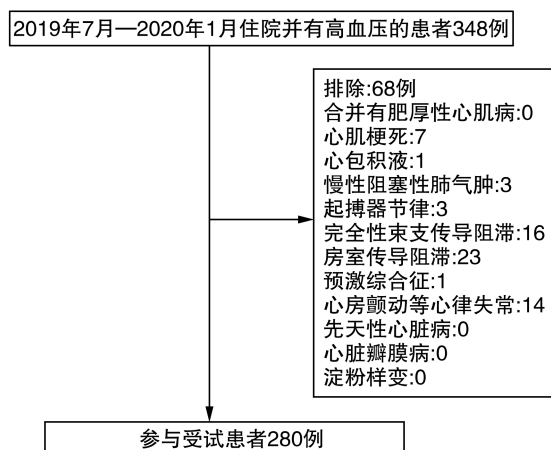 2019年7月—2020年1月住院并有高血压的患者348例
排除:68例
合并有肥厚性心肌病:0
心肌梗死:7
心包积液:1
慢性阻塞性肺气肿:3
起搏器节律:3
完全性束支传导阻滞:16
房室传导阻滞:23
预激综合征:1
心房颤动等心律失常:14
先天性心脏病:0
心脏瓣膜病:0
淀粉样变:0
参与受试患者280例